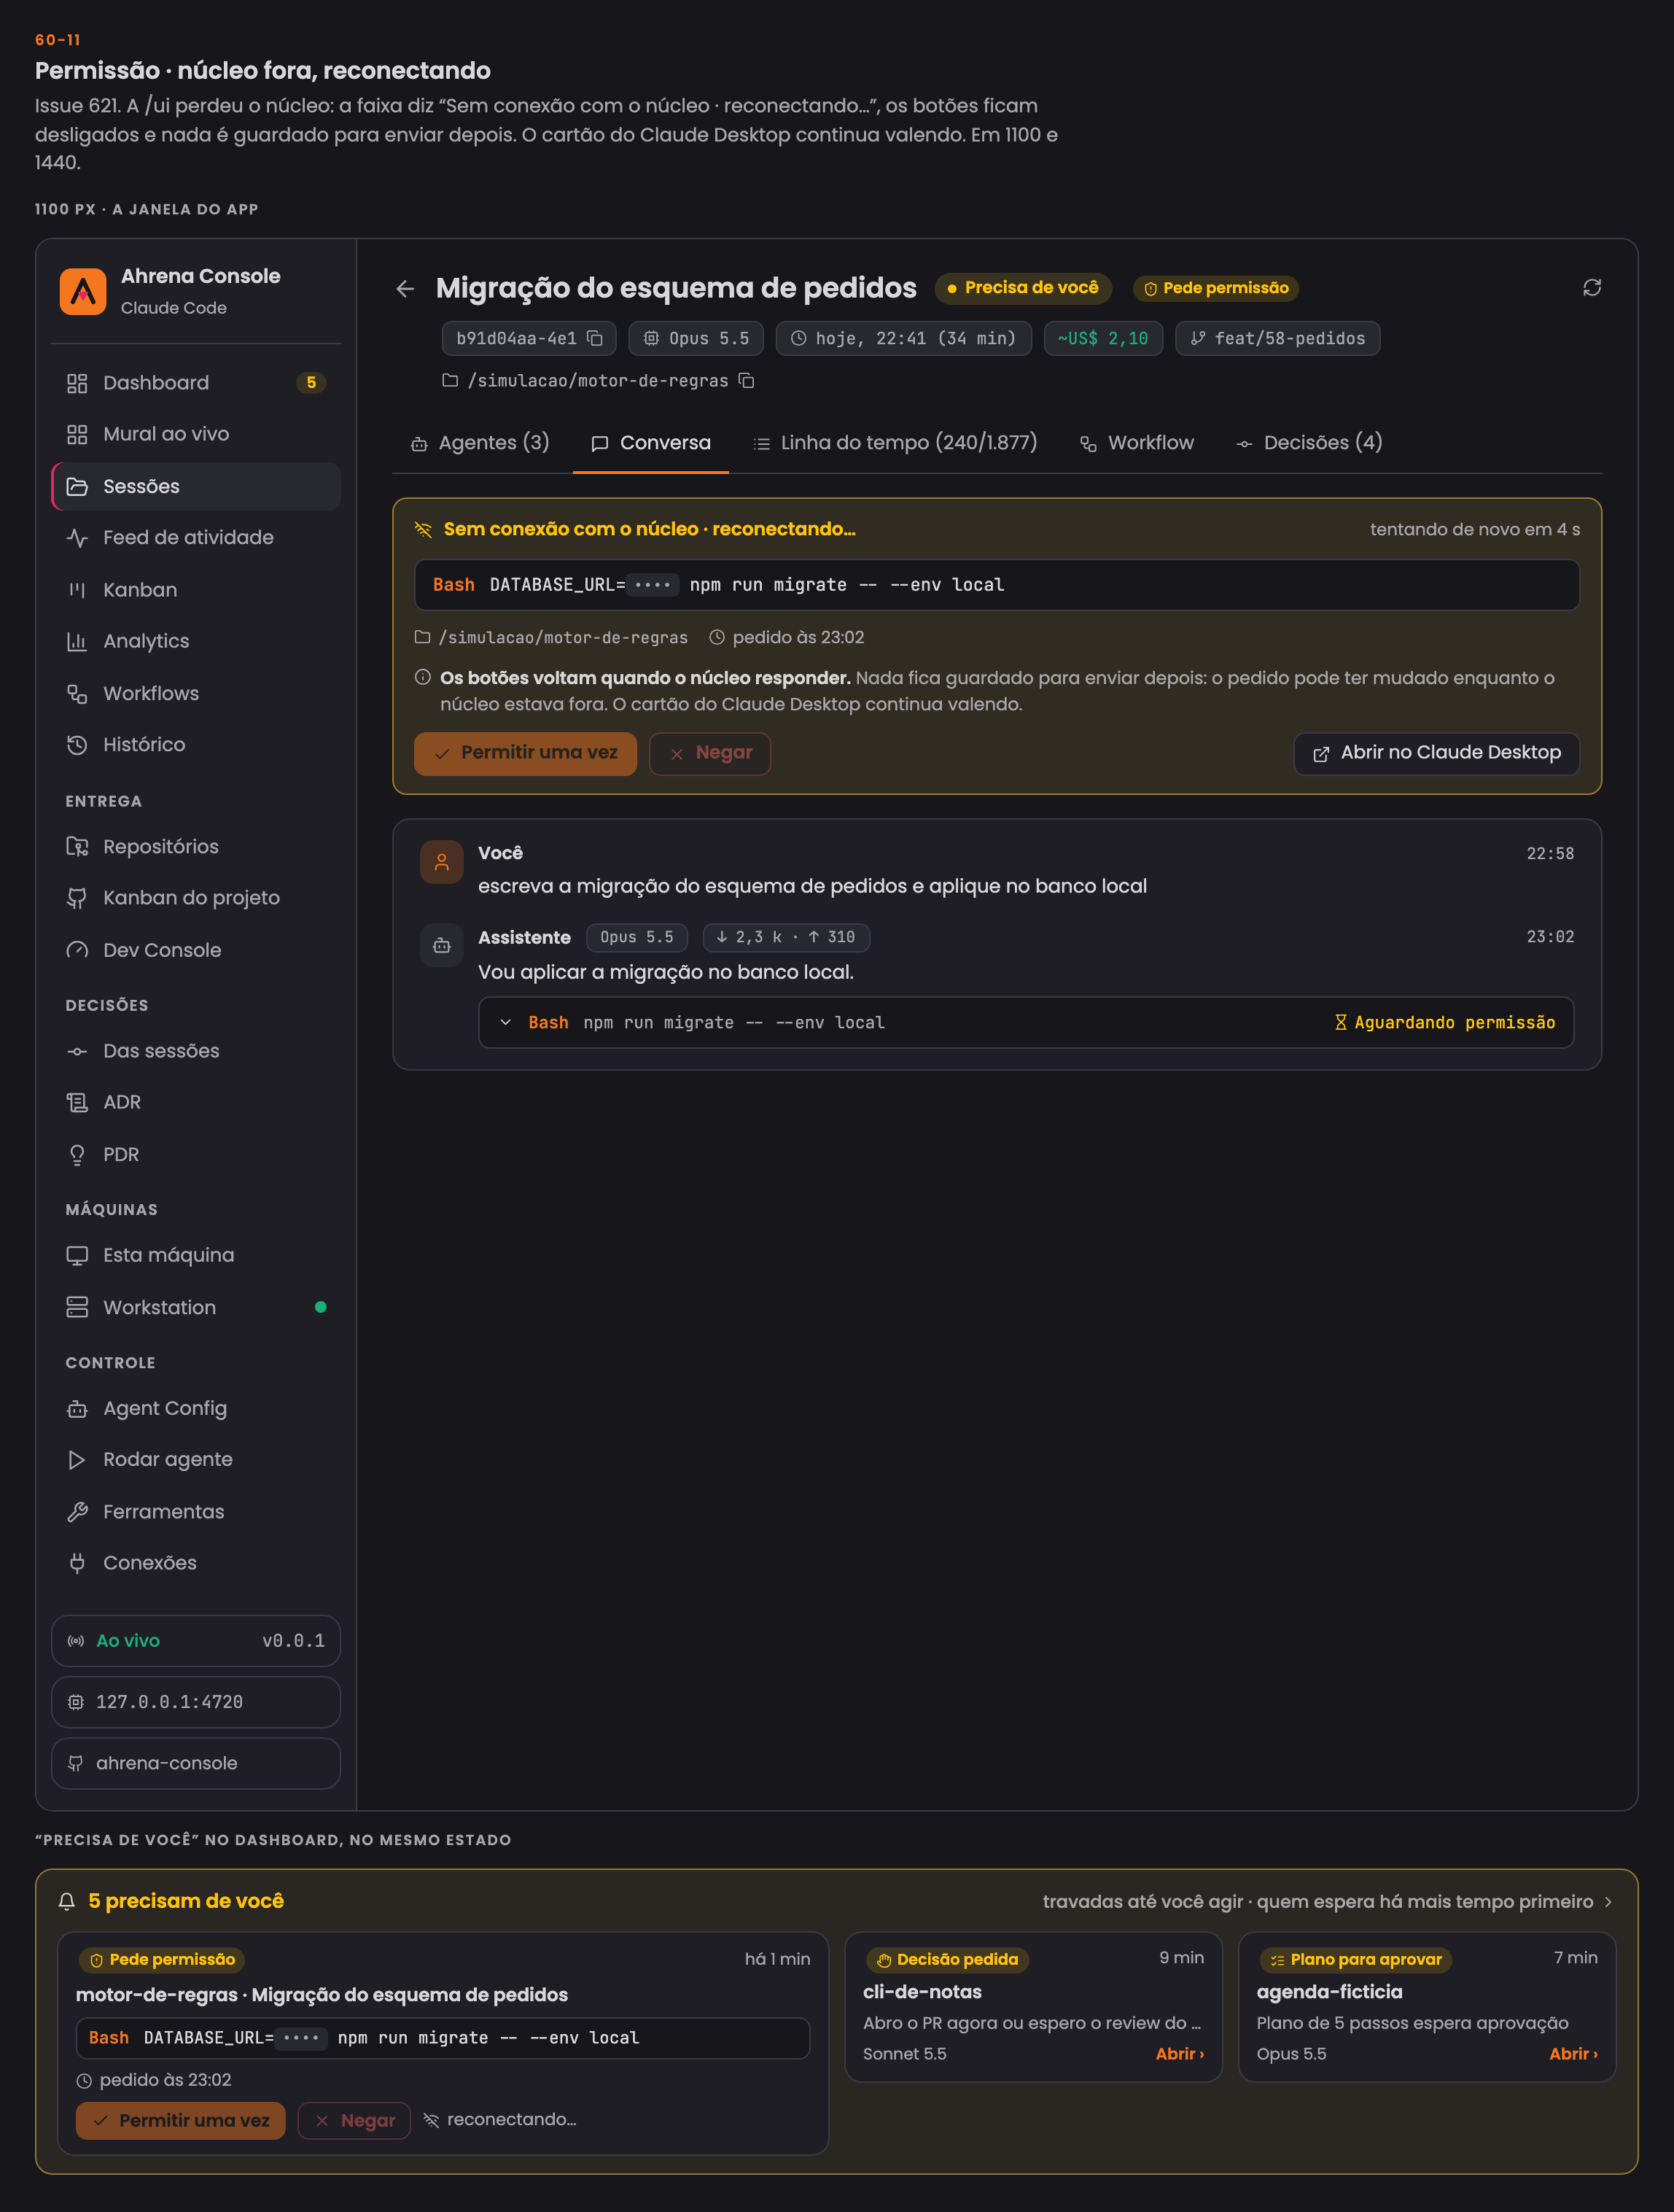 60-11
Permissão · núcleo fora, reconectando
Issue 621. A /ui perdeu o núcleo: a faixa diz “Sem conexão com o núcleo · reconectando…”, os botões ficam
desligados e nada é guardado para enviar depois. O cartão do Claude Desktop continua valendo. Em 1100 e
1440.
1100 PX · A JANELA DO APP
Ahrena Console
Claude Code
Dashboard 5
Mural ao vivo
Sessões
Feed de atividade
Kanban
Analytics
Workflows
Histórico
ENTREGA
Repositórios
Kanban do projeto
Dev Console
DECISÕES
Das sessões
ADR
PDR
MÁQUINAS
Esta máquina
Workstation
CONTROLE
Agent Config
Rodar agente
Ferramentas
Conexões
Ao vivo v0.0.1
127.0.0.1:4720
ahrena-console
Migração do esquema de pedidos Precisa de você Pede permissão
b91d04aa-4e1 Opus 5.5 hoje, 22:41 (34 min) ~US$ 2,10 feat/58-pedidos
/simulacao/motor-de-regras
Agentes (3) Conversa Linha do tempo (240/1.877) Workflow Decisões (4)
Sem conexão com o núcleo · reconectando… tentando de novo em 4 s
Bash DATABASE_URL=•••• npm run migrate -- --env local
/simulacao/motor-de-regras pedido às 23:02
Os botões voltam quando o núcleo responder. Nada fica guardado para enviar depois: o pedido pode ter mudado enquanto o
núcleo estava fora. O cartão do Claude Desktop continua valendo.
Permitir uma vez Negar Abrir no Claude Desktop
Você 22:58
escreva a migração do esquema de pedidos e aplique no banco local
Assistente Opus 5.5 ↓ 2,3 k · ↑ 310 23:02
Vou aplicar a migração no banco local.
Bash npm run migrate -- --env local Aguardando permissão
“PRECISA DE VOCÊ” NO DASHBOARD, NO MESMO ESTADO
5 precisam de você travadas até você agir · quem espera há mais tempo primeiro ›
Pede permissão há 1 min
motor-de-regras · Migração do esquema de pedidos
Bash DATABASE_URL=•••• npm run migrate -- --env local
pedido às 23:02
Permitir uma vez Negar reconectando…
Decisão pedida 9 min
cli-de-notas
Abro o PR agora ou espero o review do …
Sonnet 5.5 Abrir ›
Plano para aprovar 7 min
agenda-ficticia
Plano de 5 passos espera aprovação
Opus 5.5 Abrir ›